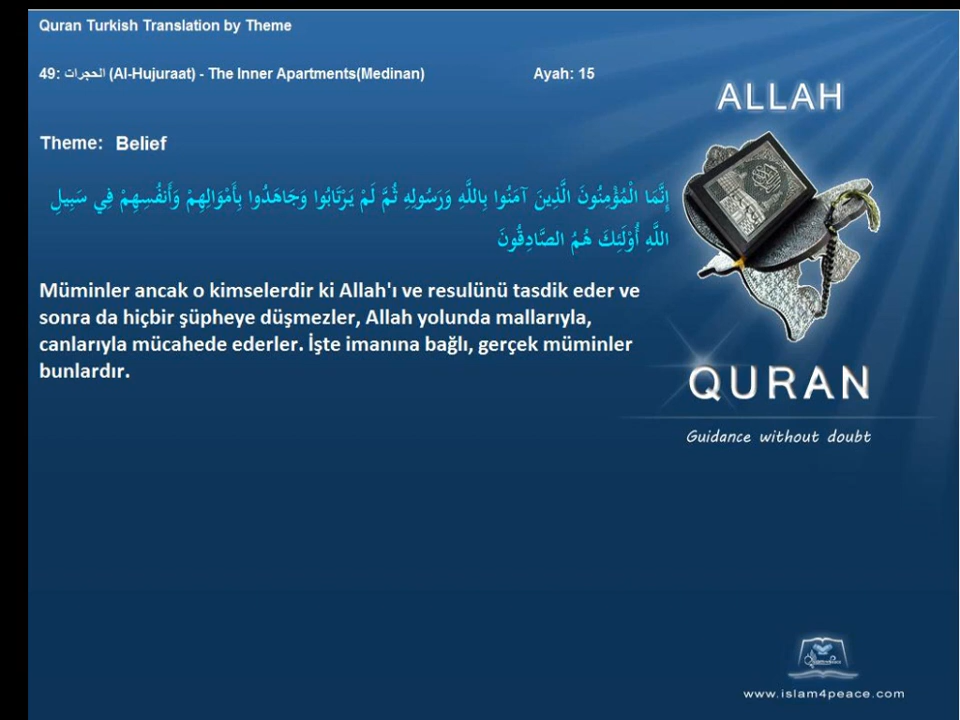 Quran Turkish Translation by Theme
49: الحجرات (Al-Hujuraat) - The Inner Apartments(Medinan) Ayah: 15
ALLAH
Theme: Belief
إِنَّمَا الْمُؤْمِنُونَ الَّذِينَ آمَنُوا بِاللَّهِ وَرَسُولِهِ ثُمَّ لَمْ يَرْتَابُوا وَجَاهَدُوا بِأَمْوَالِهِمْ وَأَنفُسِهِمْ فِي سَبِيلِ
اللَّهِ أُوْلَئِكَ هُمُ الصَّادِقُونَ
Müminler ancak o kimselerdir ki Allah'ı ve resulünü tasdik eder ve
sonra da hiçbir şüpheye düşmezler, Allah yolunda mallarıyla,
canlarıyla mücahede ederler. İşte imanına bağlı, gerçek müminler
bunlardır.
QURAN
Guidance without doubt
www.islam4peace.com